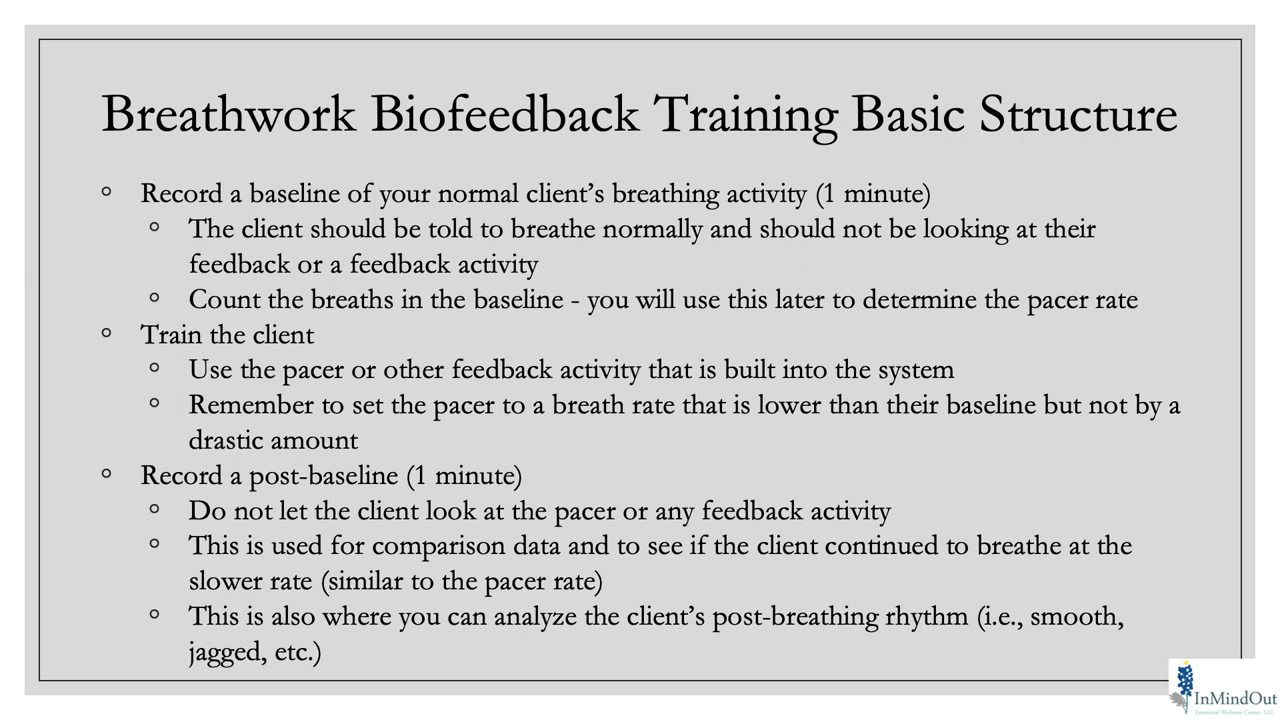 Breathwork Biofeedback Training Basic Structure
◦ Record a baseline of your normal client’s breathing activity (1 minute)
◦ The client should be told to breathe normally and should not be looking at their
feedback or a feedback activity
◦ Count the breaths in the baseline - you will use this later to determine the pacer rate
◦ Train the client
◦ Use the pacer or other feedback activity that is built into the system
◦ Remember to set the pacer to a breath rate that is lower than their baseline but not by a
drastic amount
◦ Record a post-baseline (1 minute)
◦ Do not let the client look at the pacer or any feedback activity
◦ This is used for comparison data and to see if the client continued to breathe at the
slower rate (similar to the pacer rate)
◦ This is also where you can analyze the client’s post-breathing rhythm (i.e., smooth,
jagged, etc.)
InMindOut
Emotional Wellness Center, LLC.